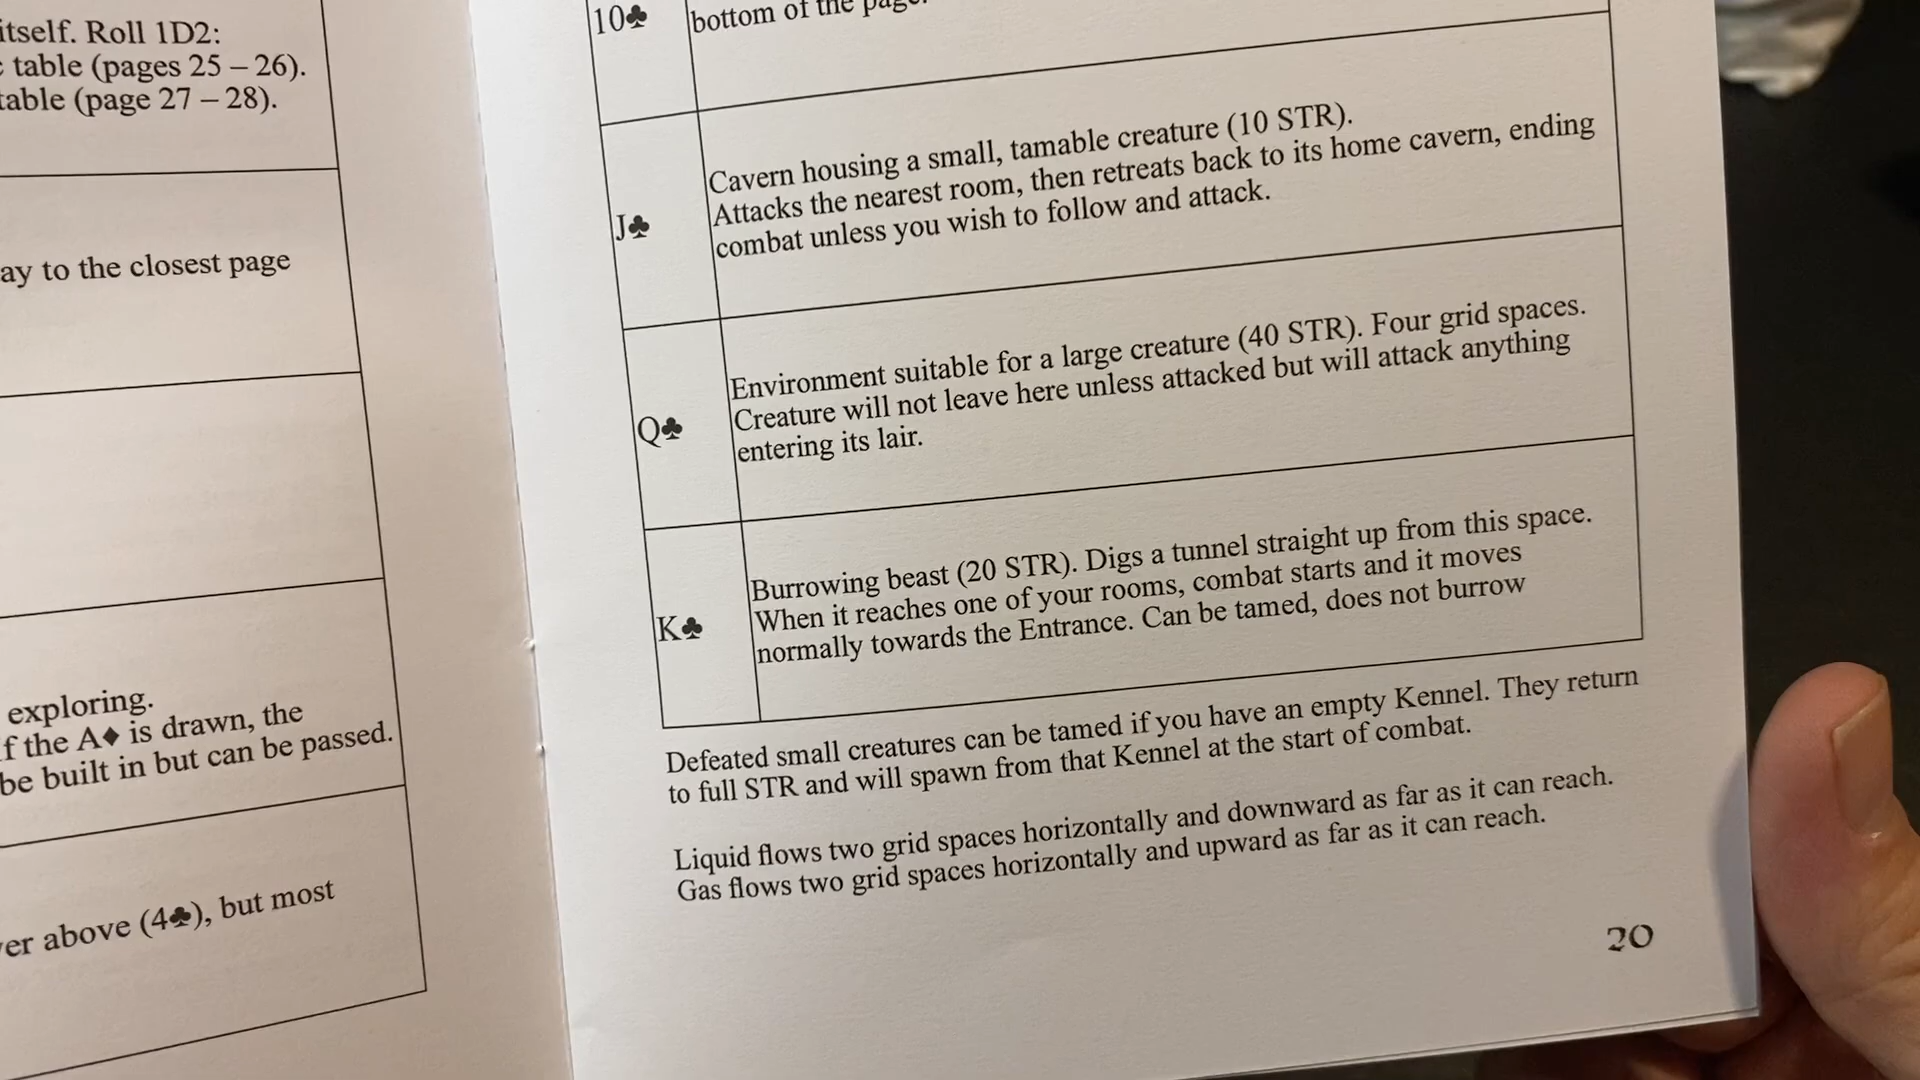 itself. Roll 1D2:
table (pages 25 – 26).
table (page 27 – 28).
ay to the closest page
exploring.
f the A♦ is drawn, the
be built in but can be passed.
er above (4♣), but most
10♣
bottom of the page.
J♣
Cavern housing a small, tamable creature (10 STR).
Attacks the nearest room, then retreats back to its home cavern, ending
combat unless you wish to follow and attack.
Q♣
Environment suitable for a large creature (40 STR). Four grid spaces.
Creature will not leave here unless attacked but will attack anything
entering its lair.
K♣
Burrowing beast (20 STR). Digs a tunnel straight up from this space.
When it reaches one of your rooms, combat starts and it moves
normally towards the Entrance. Can be tamed, does not burrow
Defeated small creatures can be tamed if you have an empty Kennel. They return
to full STR and will spawn from that Kennel at the start of combat.
Liquid flows two grid spaces horizontally and downward as far as it can reach.
Gas flows two grid spaces horizontally and upward as far as it can reach.
20